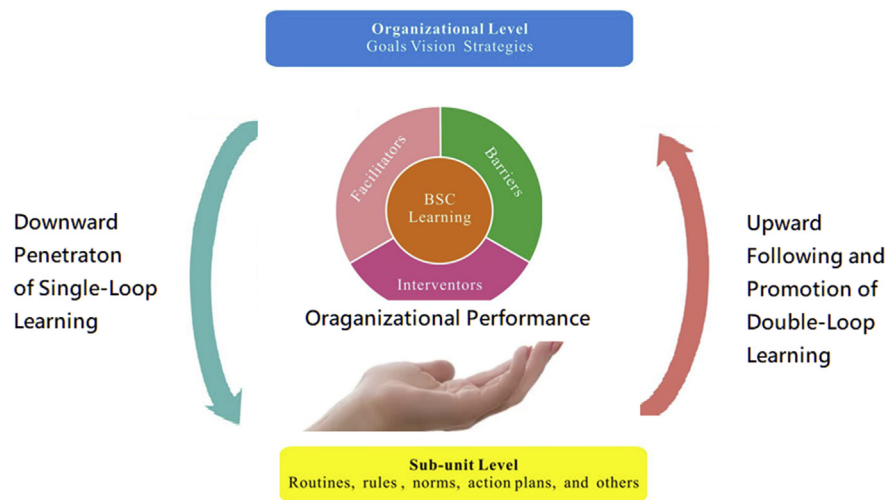 Organizational Level
Goals Vision Strategies
Facilitators
Barriers
BSC
Learning
Interventors
Downward
Penetraton
of Single-Loop
Learning
Upward
Following and
Promotion of
Double-Loop
Learning
Oraganizational Performance
Sub-unit Level
Routines, rules , norms, action plans, and others